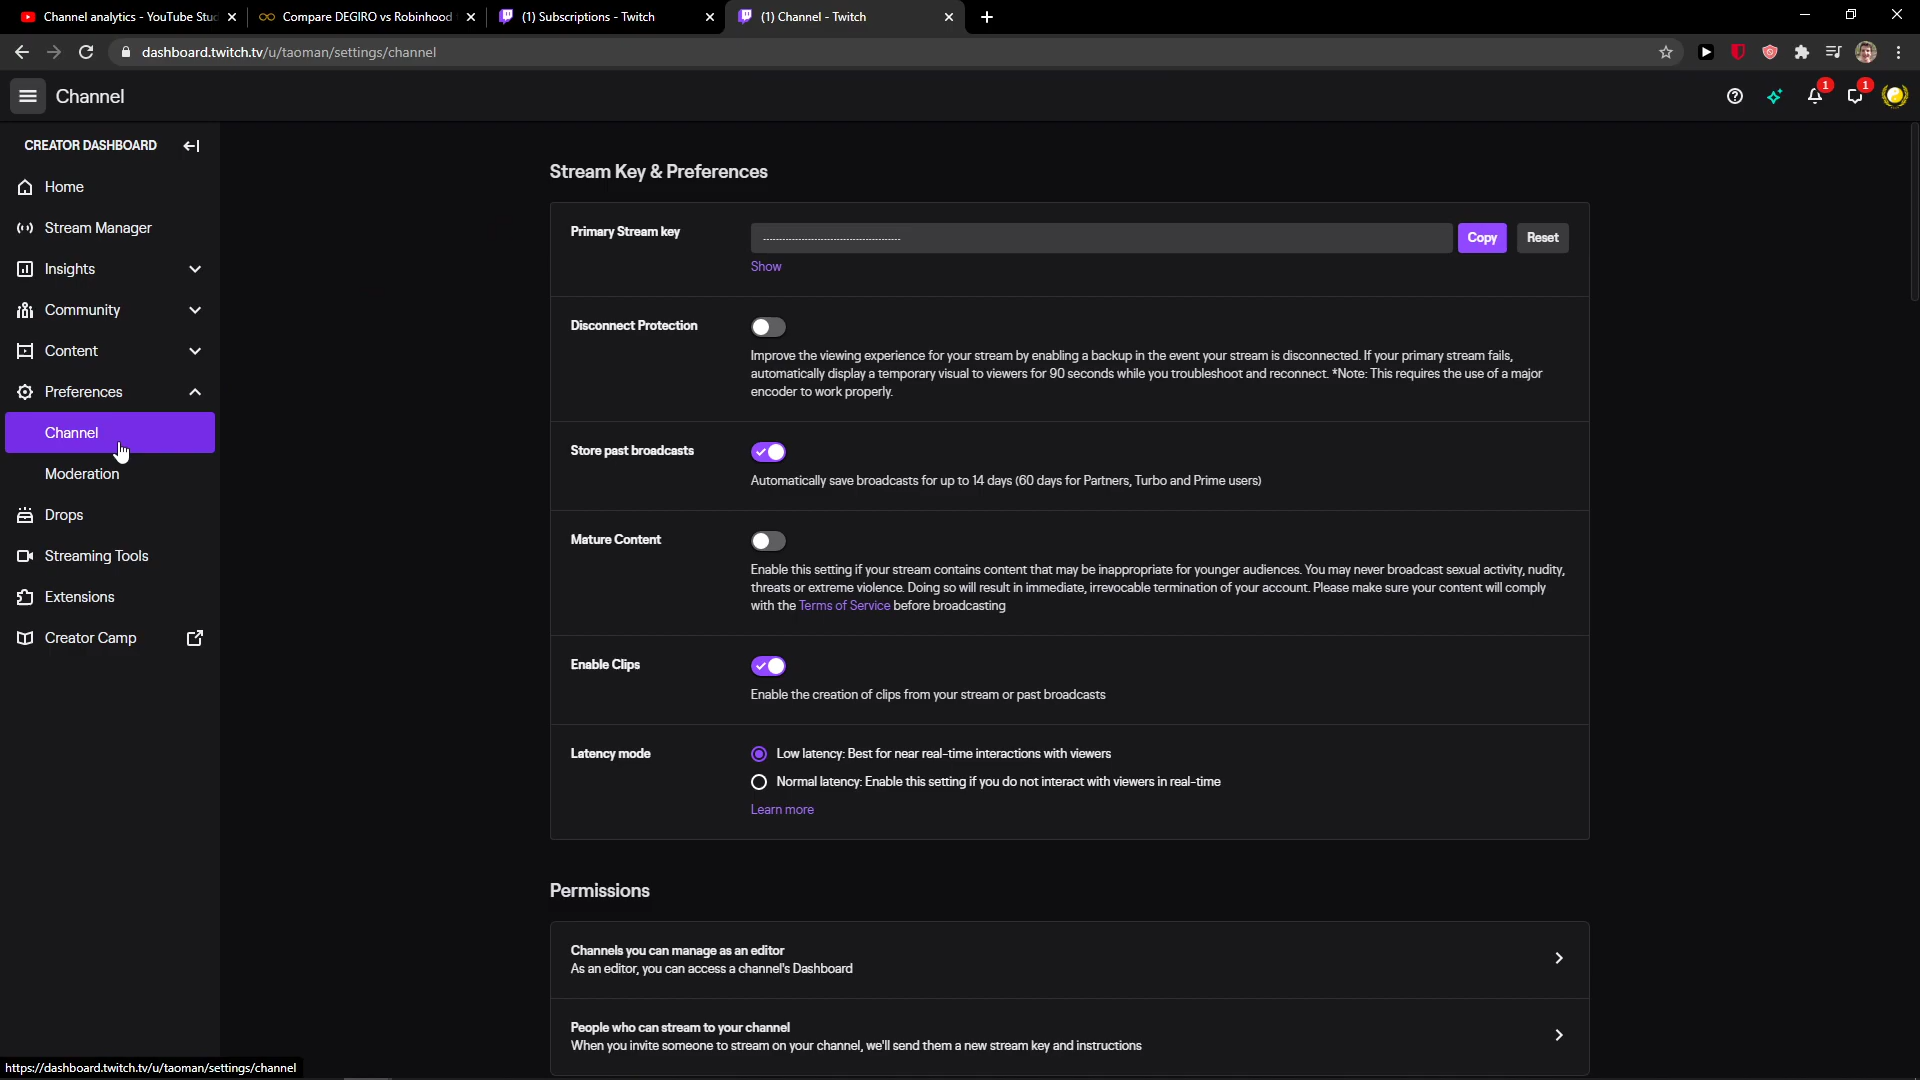 Channel analytics - YouTube Stu
Compare DEGIRO vs Robinhood
(1) Subscriptions - Twitch
(1) Channel - Twitch
dashboard.twitch.tv/u/taoman/settings/channel
Channel
1
1
CREATOR DASHBOARD
Home
Stream Manager
Insights
Community
Content
Preferences
Channel
Moderation
Drops
Streaming Tools
Extensions
Creator Camp
Stream Key & Preferences
Primary Stream key
Copy
Reset
Show
Disconnect Protection
Improve the viewing experience for your stream by enabling a backup in the event your stream is disconnected. If your primary stream fails,
automatically display a temporary visual to viewers for 90 seconds while you troubleshoot and reconnect. *Note: This requires the use of a major
encoder to work properly.
Store past broadcasts
Automatically save broadcasts for up to 14 days (60 days for Partners, Turbo and Prime users)
Mature Content
Enable this setting if your stream contains content that may be inappropriate for younger audiences. You may never broadcast sexual activity, nudity,
threats or extreme violence. Doing so will result in immediate, irrevocable termination of your account. Please make sure your content will comply
with the Terms of Service before broadcasting
Enable Clips
Enable the creation of clips from your stream or past broadcasts
Latency mode
Low latency: Best for near real-time interactions with viewers
Normal latency: Enable this setting if you do not interact with viewers in real-time
Learn more
Permissions
Channels you can manage as an editor
As an editor, you can access a channel's Dashboard
People who can stream to your channel
When you invite someone to stream on your channel, we'll send them a new stream key and instructions
https://dashboard.twitch.tv/u/taoman/settings/channel